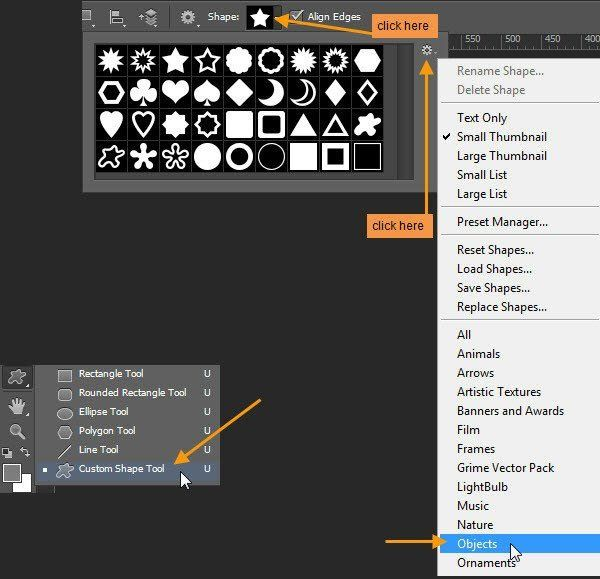 Shape:
Align Edges
click here
550
500
450
400
click here
Rename Shape...
Delete Shape
Text Only
Small Thumbnail
Large Thumbnail
Small List
Large List
Preset Manager...
Reset Shapes...
Load Shapes...
Save Shapes...
Replace Shapes...
All
Animals
Arrows
Artistic Textures
Banners and Awards
Film
Frames
Grime Vector Pack
LightBulb
Music
Nature
Objects
Ornaments
Rectangle Tool U
Rounded Rectangle Tool U
Ellipse Tool U
Polygon Tool U
Line Tool U
Custom Shape Tool U